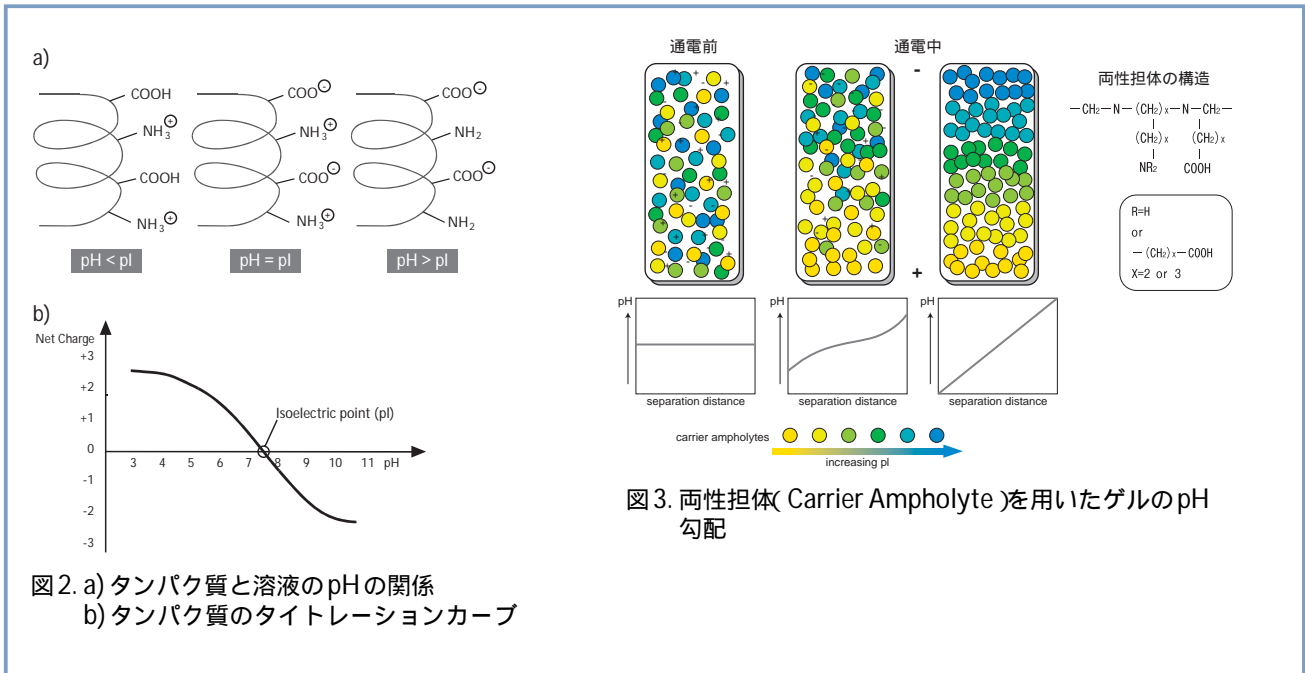 a)
COOH
NH3⊕
COOH
NH3⊕
pH < pI
COO⊖
NH3⊕
COO⊖
NH3⊕
pH = pI
COO⊖
NH2
COO⊖
NH2
pH > pI
b)
Net Charge
+3
+2
+1
0
-1
-2
-3
Isoelectric point (pI)
3 4 5 6 7 8 9 10 11 pH
図2. a) タンパク質と溶液のpHの関係
b) タンパク質のタイトレーションカーブ
通電前
通電中
-
+
両性担体の構造
—CH2—N—(CH2)x—N—CH2—
(CH2)x (CH2)x
NR2 COOH
R=H
or
—(CH2)x—COOH
X=2 or 3
pH
separation distance
pH
separation distance
pH
separation distance
carrier ampholytes
increasing pI
図3. 両性担体( Carrier Ampholyte )を用いたゲルのpH
勾配